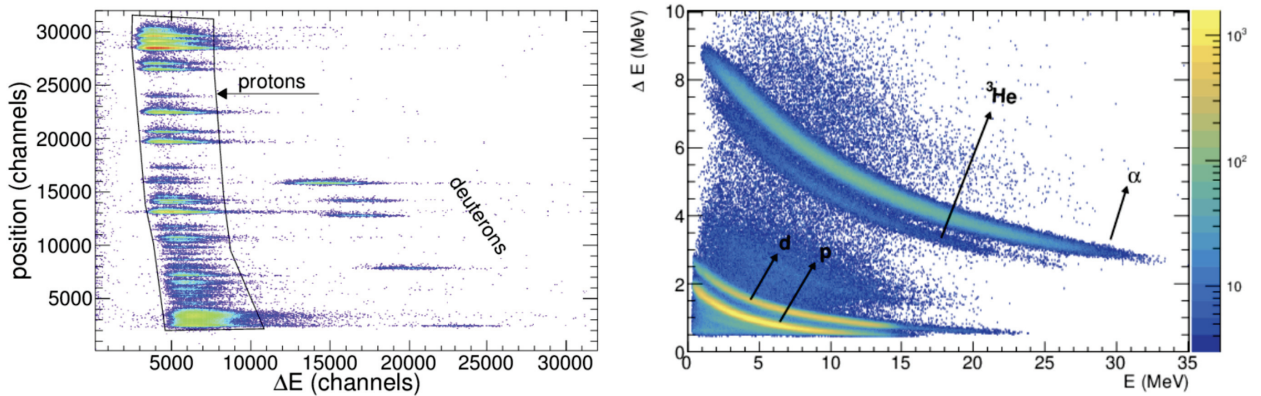 30000
25000
20000
15000
10000
5000
position (channels)
protons
deuterons
5000 10000 15000 20000 25000 30000
ΔE (channels)
10
8
6
4
2
0
Δ E (MeV)
³He
α
d
p
0 5 10 15 20 25 30 35
E (MeV)
10³
10²
10